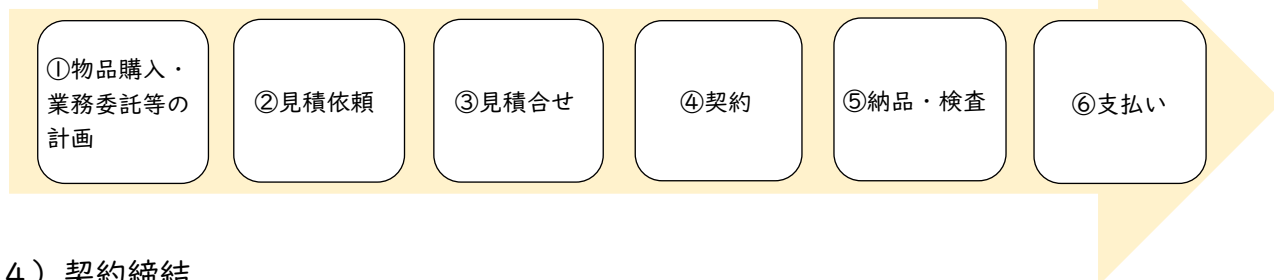 ①物品購入・
業務委託等の
計画
②見積依頼
③見積合せ
④契約
⑤納品・検査
⑥支払い
４）契約締結